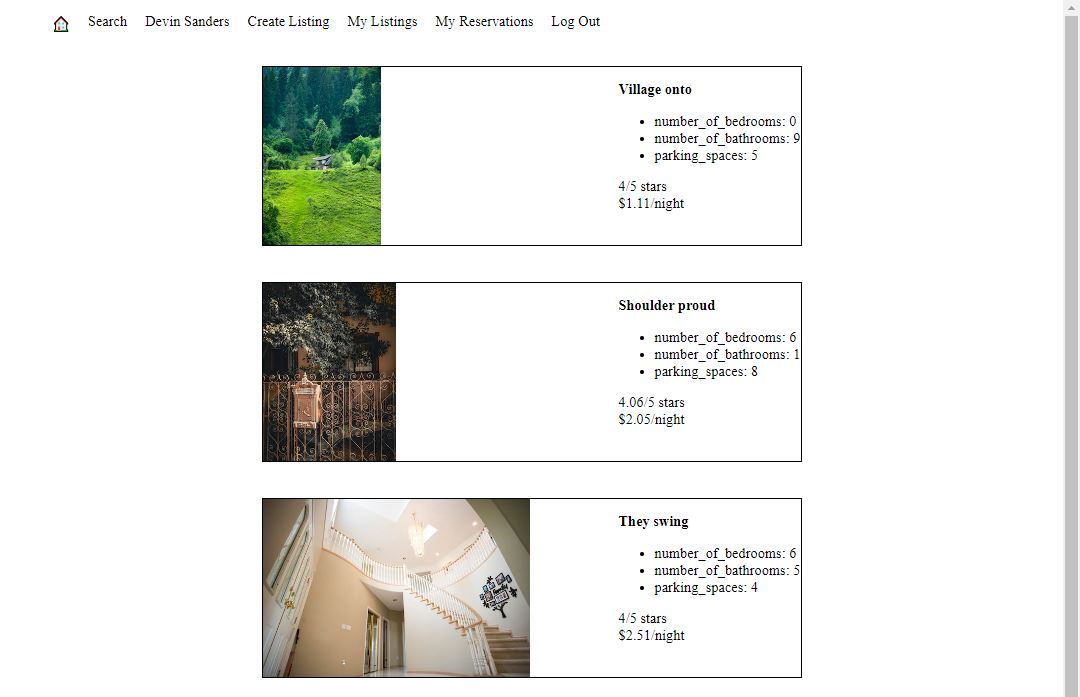 Search Devin Sanders Create Listing My Listings My Reservations Log Out
Village onto
number_of_bedrooms: 0
number_of_bathrooms: 9
parking_spaces: 5
4/5 stars
$1.11/night
Shoulder proud
number_of_bedrooms: 6
number_of_bathrooms: 1
parking_spaces: 8
4.06/5 stars
$2.05/night
They swing
number_of_bedrooms: 6
number_of_bathrooms: 5
parking_spaces: 4
4/5 stars
$2.51/night